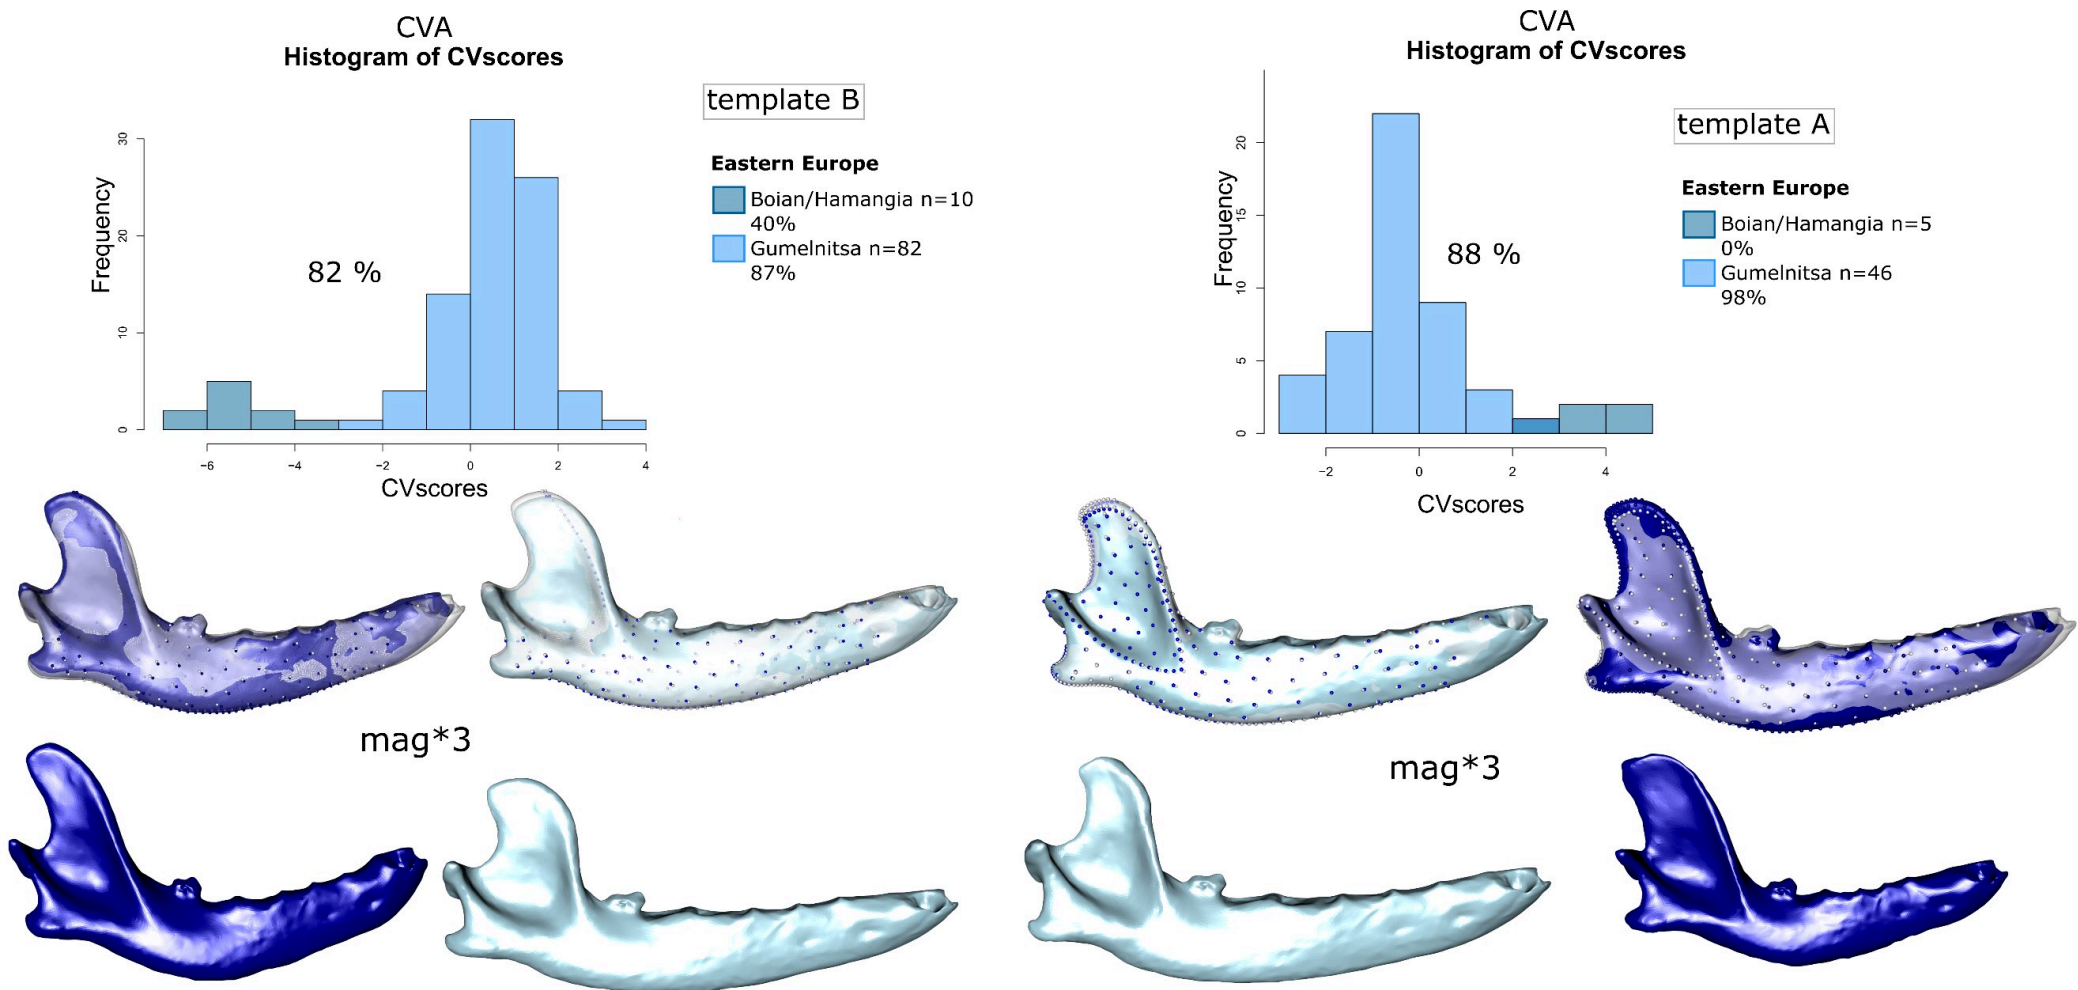 CVA
Histogram of CVscores
template B
Eastern Europe
Boian/Hamangia n=10
40%
Gumelnitsa n=82
87%
82 %
Frequency
0
10
20
30
−6
−4
−2
0
2
4
CVscores
mag*3
CVA
Histogram of CVscores
template A
Eastern Europe
Boian/Hamangia n=5
0%
Gumelnitsa n=46
98%
88 %
Frequency
0
5
10
15
20
−2
0
2
4
CVscores
mag*3